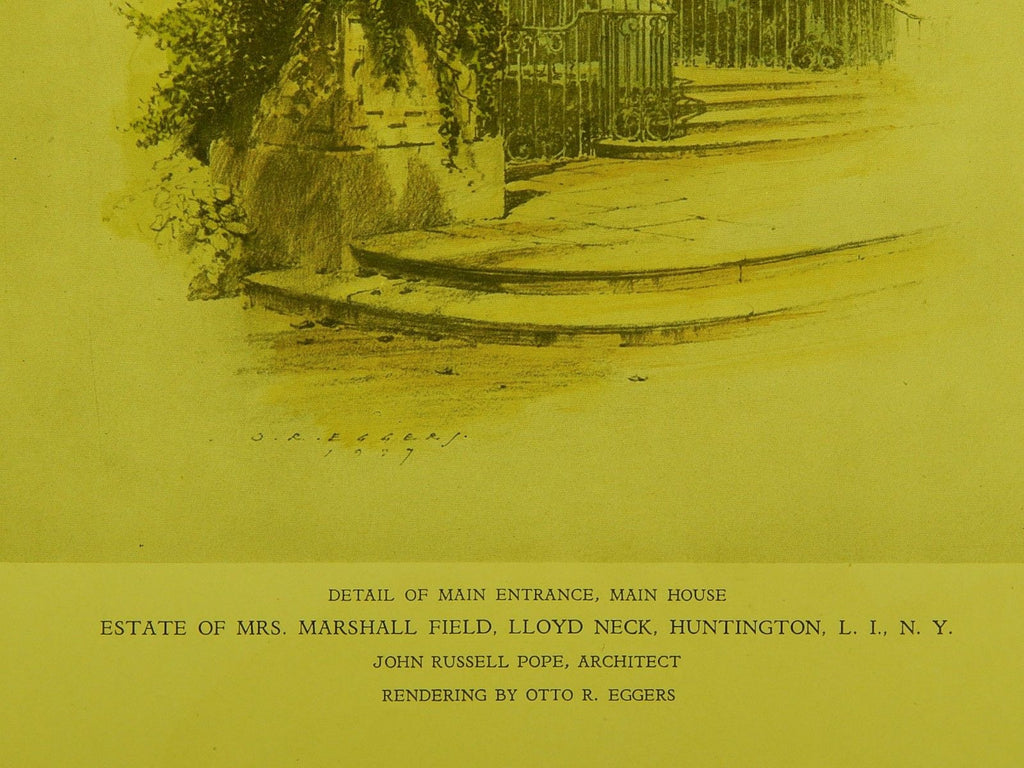 O. R. EGGERS.
1927
DETAIL OF MAIN ENTRANCE, MAIN HOUSE
ESTATE OF MRS. MARSHALL FIELD, LLOYD NECK, HUNTINGTON, L. I., N. Y.
JOHN RUSSELL POPE, ARCHITECT
RENDERING BY OTTO R. EGGERS